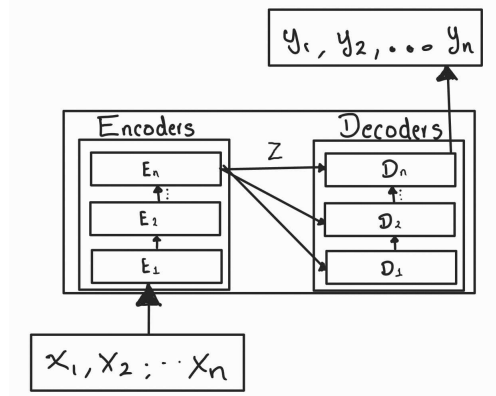 y₁, y₂, ... yₙ
Encoders
Decoders
Z
Eₙ
Dₙ
E₂
D₂
E₁
D₁
x₁, x₂, ... xₙ